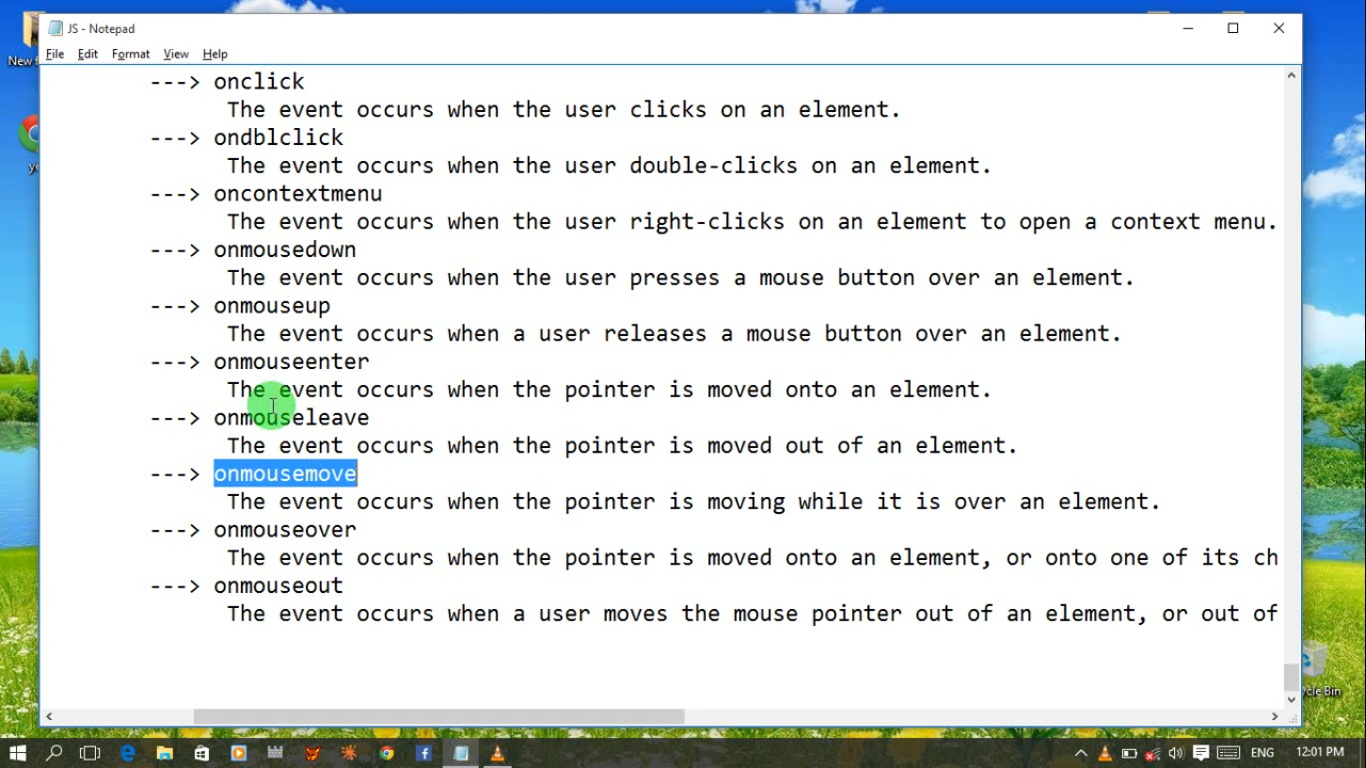 JS - Notepad
File Edit Format View Help
---> onclick
The event occurs when the user clicks on an element.
---> ondblclick
The event occurs when the user double-clicks on an element.
---> oncontextmenu
The event occurs when the user right-clicks on an element to open a context menu.
---> onmousedown
The event occurs when the user presses a mouse button over an element.
---> onmouseup
The event occurs when a user releases a mouse button over an element.
---> onmouseenter
The event occurs when the pointer is moved onto an element.
---> onmouseleave
The event occurs when the pointer is moved out of an element.
---> onmousemove
The event occurs when the pointer is moving while it is over an element.
---> onmouseover
The event occurs when the pointer is moved onto an element, or onto one of its ch
---> onmouseout
The event occurs when a user moves the mouse pointer out of an element, or out of
New
ycle Bin
ENG 12:01 PM